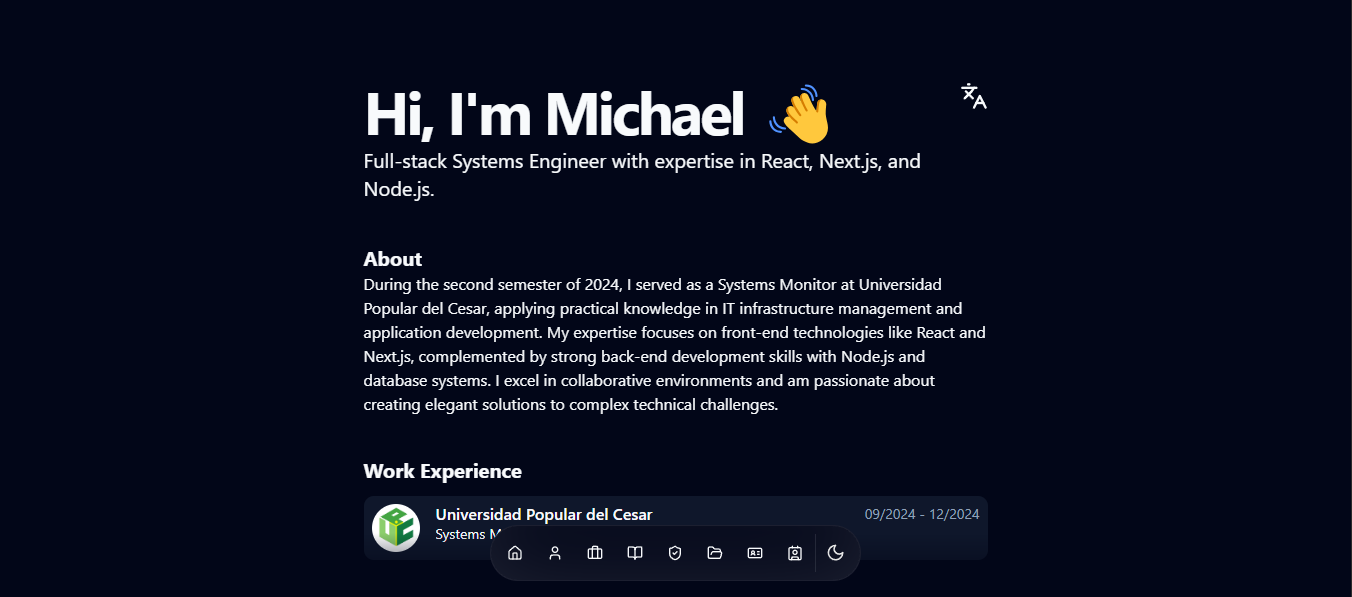 Hi, I'm Michael
Full-stack Systems Engineer with expertise in React, Next.js, and
Node.js.
About
During the second semester of 2024, I served as a Systems Monitor at Universidad
Popular del Cesar, applying practical knowledge in IT infrastructure management and
application development. My expertise focuses on front-end technologies like React and
Next.js, complemented by strong back-end development skills with Node.js and
database systems. I excel in collaborative environments and am passionate about
creating elegant solutions to complex technical challenges.
Work Experience
Universidad Popular del Cesar 09/2024 - 12/2024
Systems